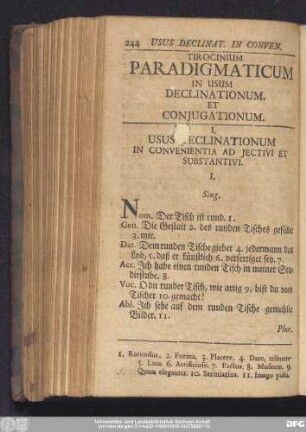 244 USUS DECLINAT. IN CONVEN.
TIROCINIUM
PARADIGMATICUM
IN USUM
DECLINATIONUM.
ET
CONJUGATIONUM.
I.
USUS DECLINATIONUM
IN CONVENIENTIA AD JECTIVI ET
SUBSTANTIVI.
I.
Sing.
Nom. Der Tisch ist rund. 1.
Gen. Die Gestalt 2. des runden Tisches gefällt
3. mir.
Dat. Dem runden Tische giebet 4. jedermann das
Lob, 5. daß er künstlich 6. verfertiget sey. 7.
Acc. Ich habe einen runden Tisch in meiner Stu-
dirstube. 8.
Voc. O du runder Tisch, wie artig 9. bist du von
Tischer 10. gemacht!
Abl. Ich sehe auf dem runden Tische gemahlte
Bilder. 11.
Plur.
1. Rotundus, 2. Forma, 3. Placere. 4. Dare, tribuere
5. Laus. 6. Artificiose. 7. Factus. 8. Museum. 9.
Quam eleganter. 10. Scriniarius. 11. Imago picta.